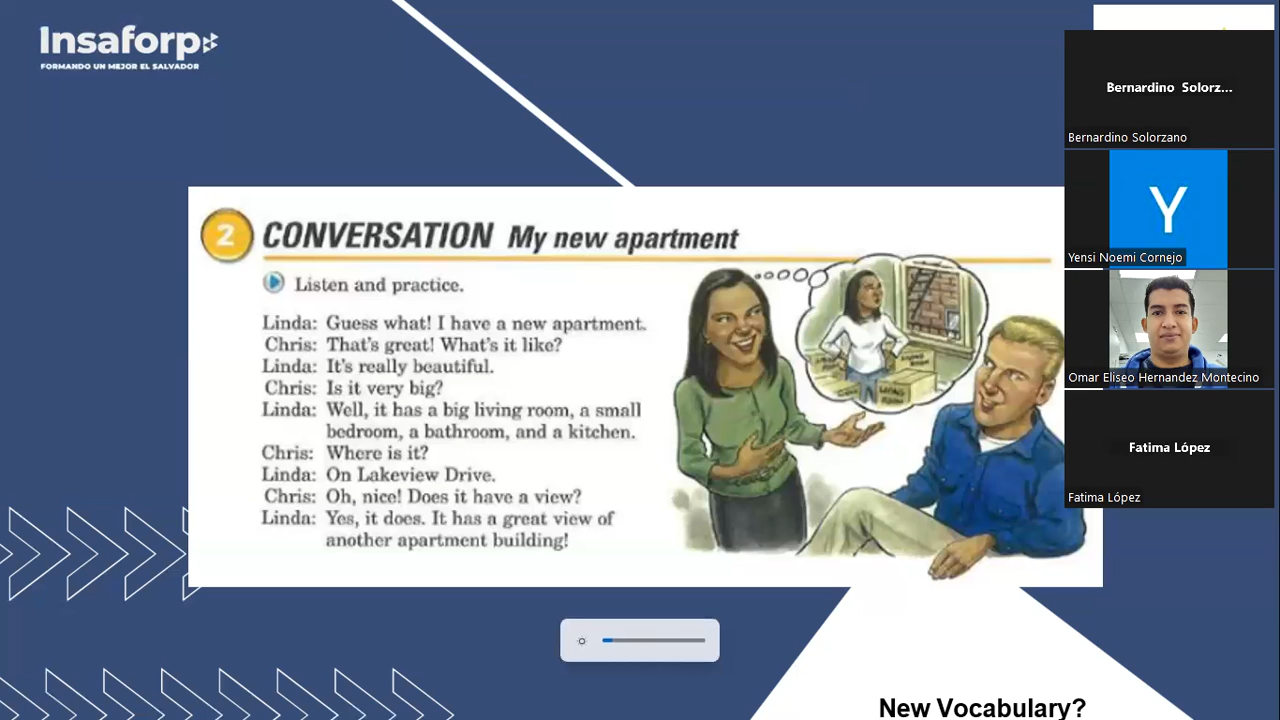 Insaforp
FORMANDO UN MEJOR EL SALVADOR
2 CONVERSATION My new apartment
Listen and practice.
Linda: Guess what! I have a new apartment.
Chris: That's great! What's it like?
Linda: It's really beautiful.
Chris: Is it very big?
Linda: Well, it has a big living room, a small
bedroom, a bathroom, and a kitchen.
Chris: Where is it?
Linda: On Lakeview Drive.
Chris: Oh, nice! Does it have a view?
Linda: Yes, it does. It has a great view of
another apartment building!
New Vocabulary?
Bernardino Solorz...
Bernardino Solorzano
Y
Yensi Noemi Cornejo
Omar Eliseo Hernandez Montecino
Fatima López
Fatima López